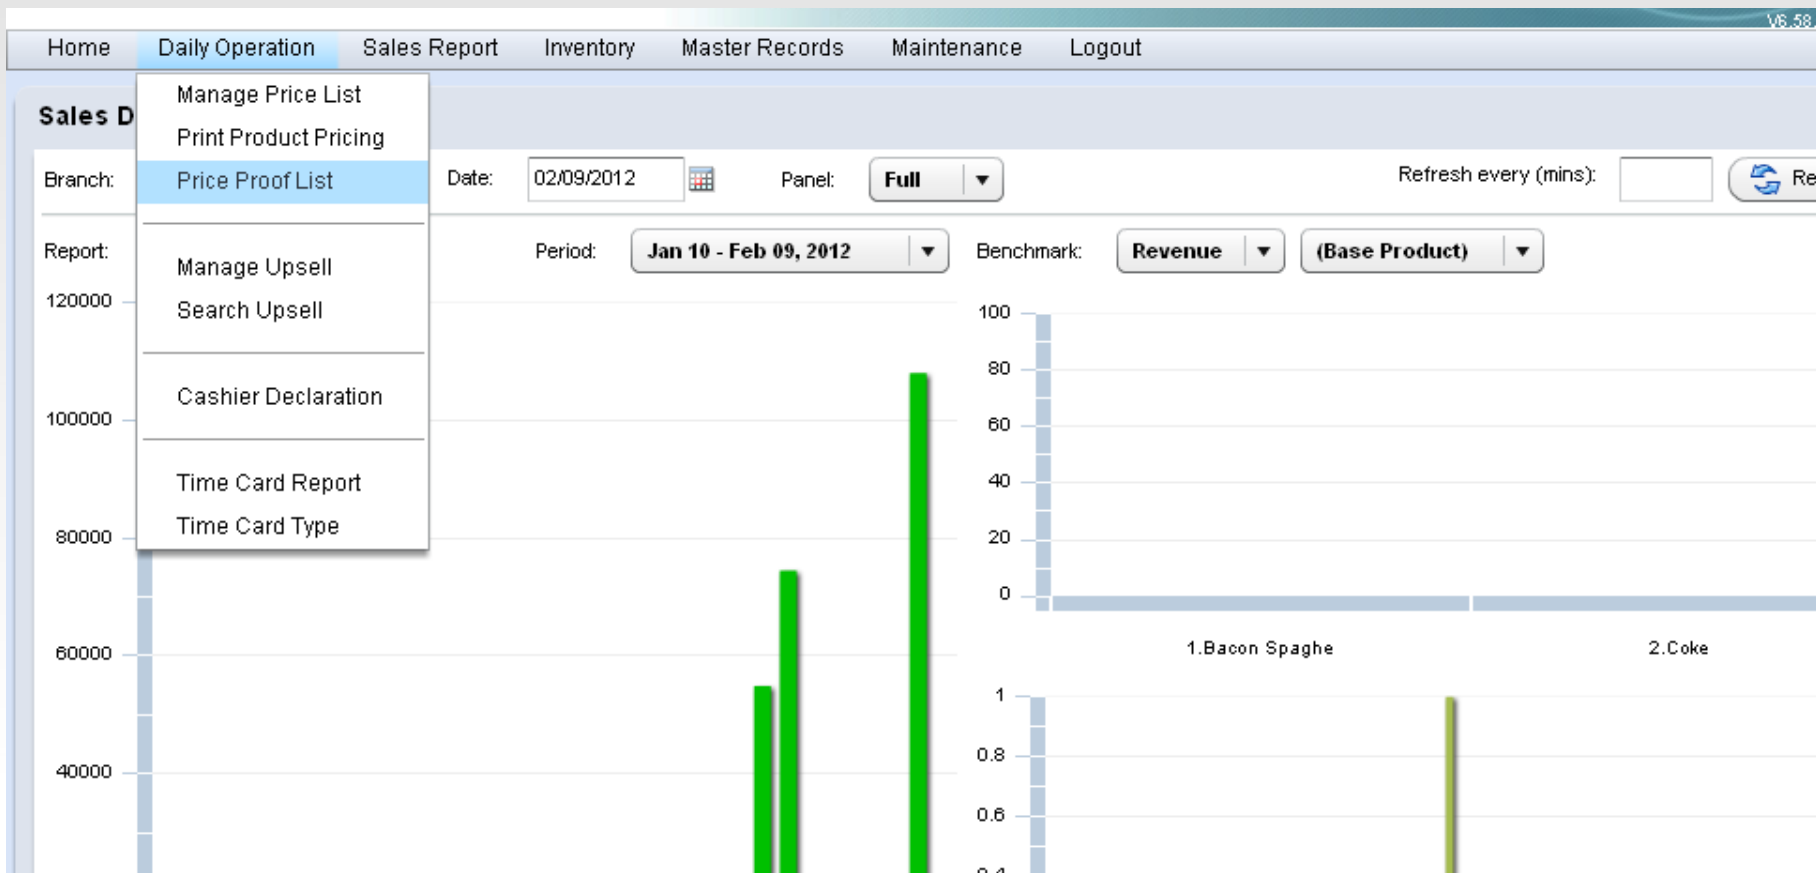 V6.58.
Home Daily Operation Sales Report Inventory Master Records Maintenance Logout
Manage Price List
Sales D
Print Product Pricing
Branch: Price Proof List Date: 02/09/2012 Panel: Full Refresh every (mins): Re
Report: Period: Jan 10 - Feb 09, 2012 Benchmark: Revenue (Base Product)
Manage Upsell
Search Upsell
Cashier Declaration
Time Card Report
Time Card Type
120000
100000
80000
60000
40000
100
80
60
40
20
0
1.Bacon Spaghe 2.Coke
1
0.8
0.6